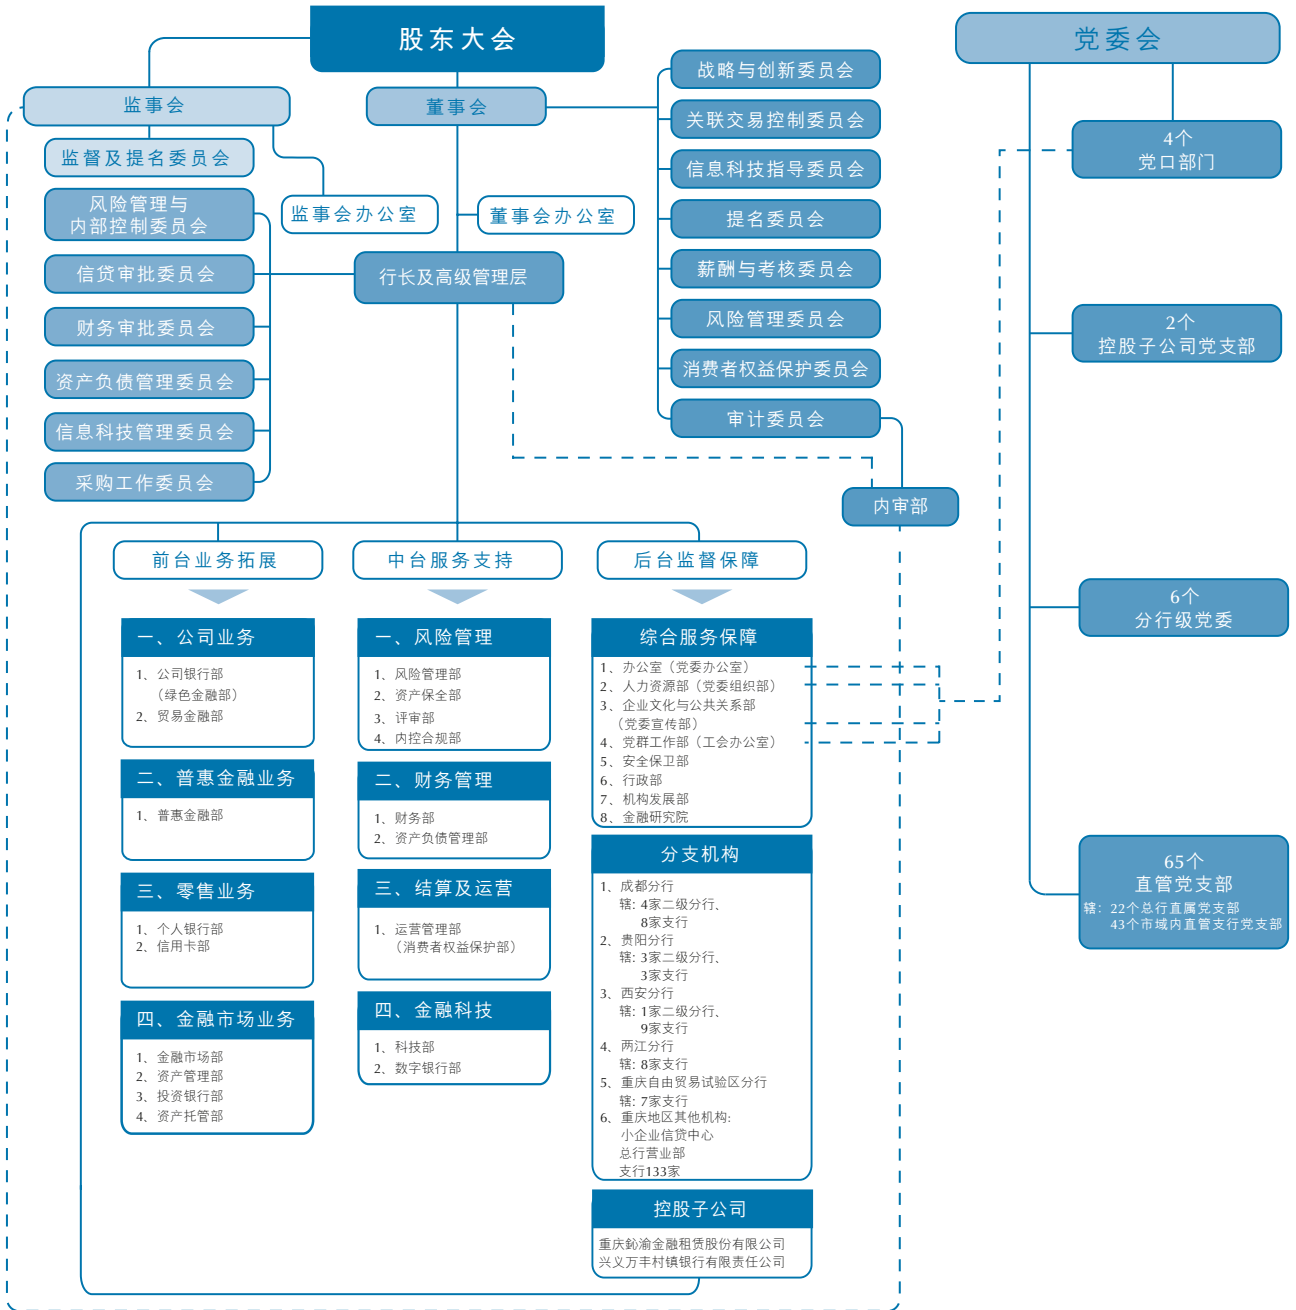 股东大会
党委会
监事会
董事会
监督及提名委员会
监事会办公室
董事会办公室
风险管理与
内部控制委员会
信贷审批委员会
财务审批委员会
资产负债管理委员会
信息科技管理委员会
采购工作委员会
行长及高级管理层
战略与创新委员会
关联交易控制委员会
信息科技指导委员会
提名委员会
薪酬与考核委员会
风险管理委员会
消费者权益保护委员会
审计委员会
内审部
4个
党口部门
2个
控股子公司党支部
6个
分行级党委
65个
直管党支部
辖：22个总行直属党支部
43个市域内直管支行党支部
前台业务拓展
一、公司业务
1、公司银行部
（绿色金融部）
2、贸易金融部
二、普惠金融业务
1、普惠金融部
三、零售业务
1、个人银行部
2、信用卡部
四、金融市场业务
1、金融市场部
2、资产管理部
3、投资银行部
4、资产托管部
中台服务支持
一、风险管理
1、风险管理部
2、资产保全部
3、评审部
4、内控合规部
二、财务管理
1、财务部
2、资产负债管理部
三、结算及运营
1、运营管理部
（消费者权益保护部）
四、金融科技
1、科技部
2、数字银行部
后台监督保障
综合服务保障
1、办公室（党委办公室）
2、人力资源部（党委组织部）
3、企业文化与公共关系部
（党委宣传部）
4、党群工作部（工会办公室）
5、安全保卫部
6、行政部
7、机构发展部
8、金融研究院
分支机构
1、成都分行
辖: 4家二级分行、
8家支行
2、贵阳分行
辖: 3家二级分行、
3家支行
3、西安分行
辖: 1家二级分行、
9家支行
4、两江分行
辖: 8家支行
5、重庆自由贸易试验区分行
辖: 7家支行
6、重庆地区其他机构:
小企业信贷中心
总行营业部
支行133家
控股子公司
重庆鈊渝金融租赁股份有限公司
兴义万丰村镇银行有限责任公司